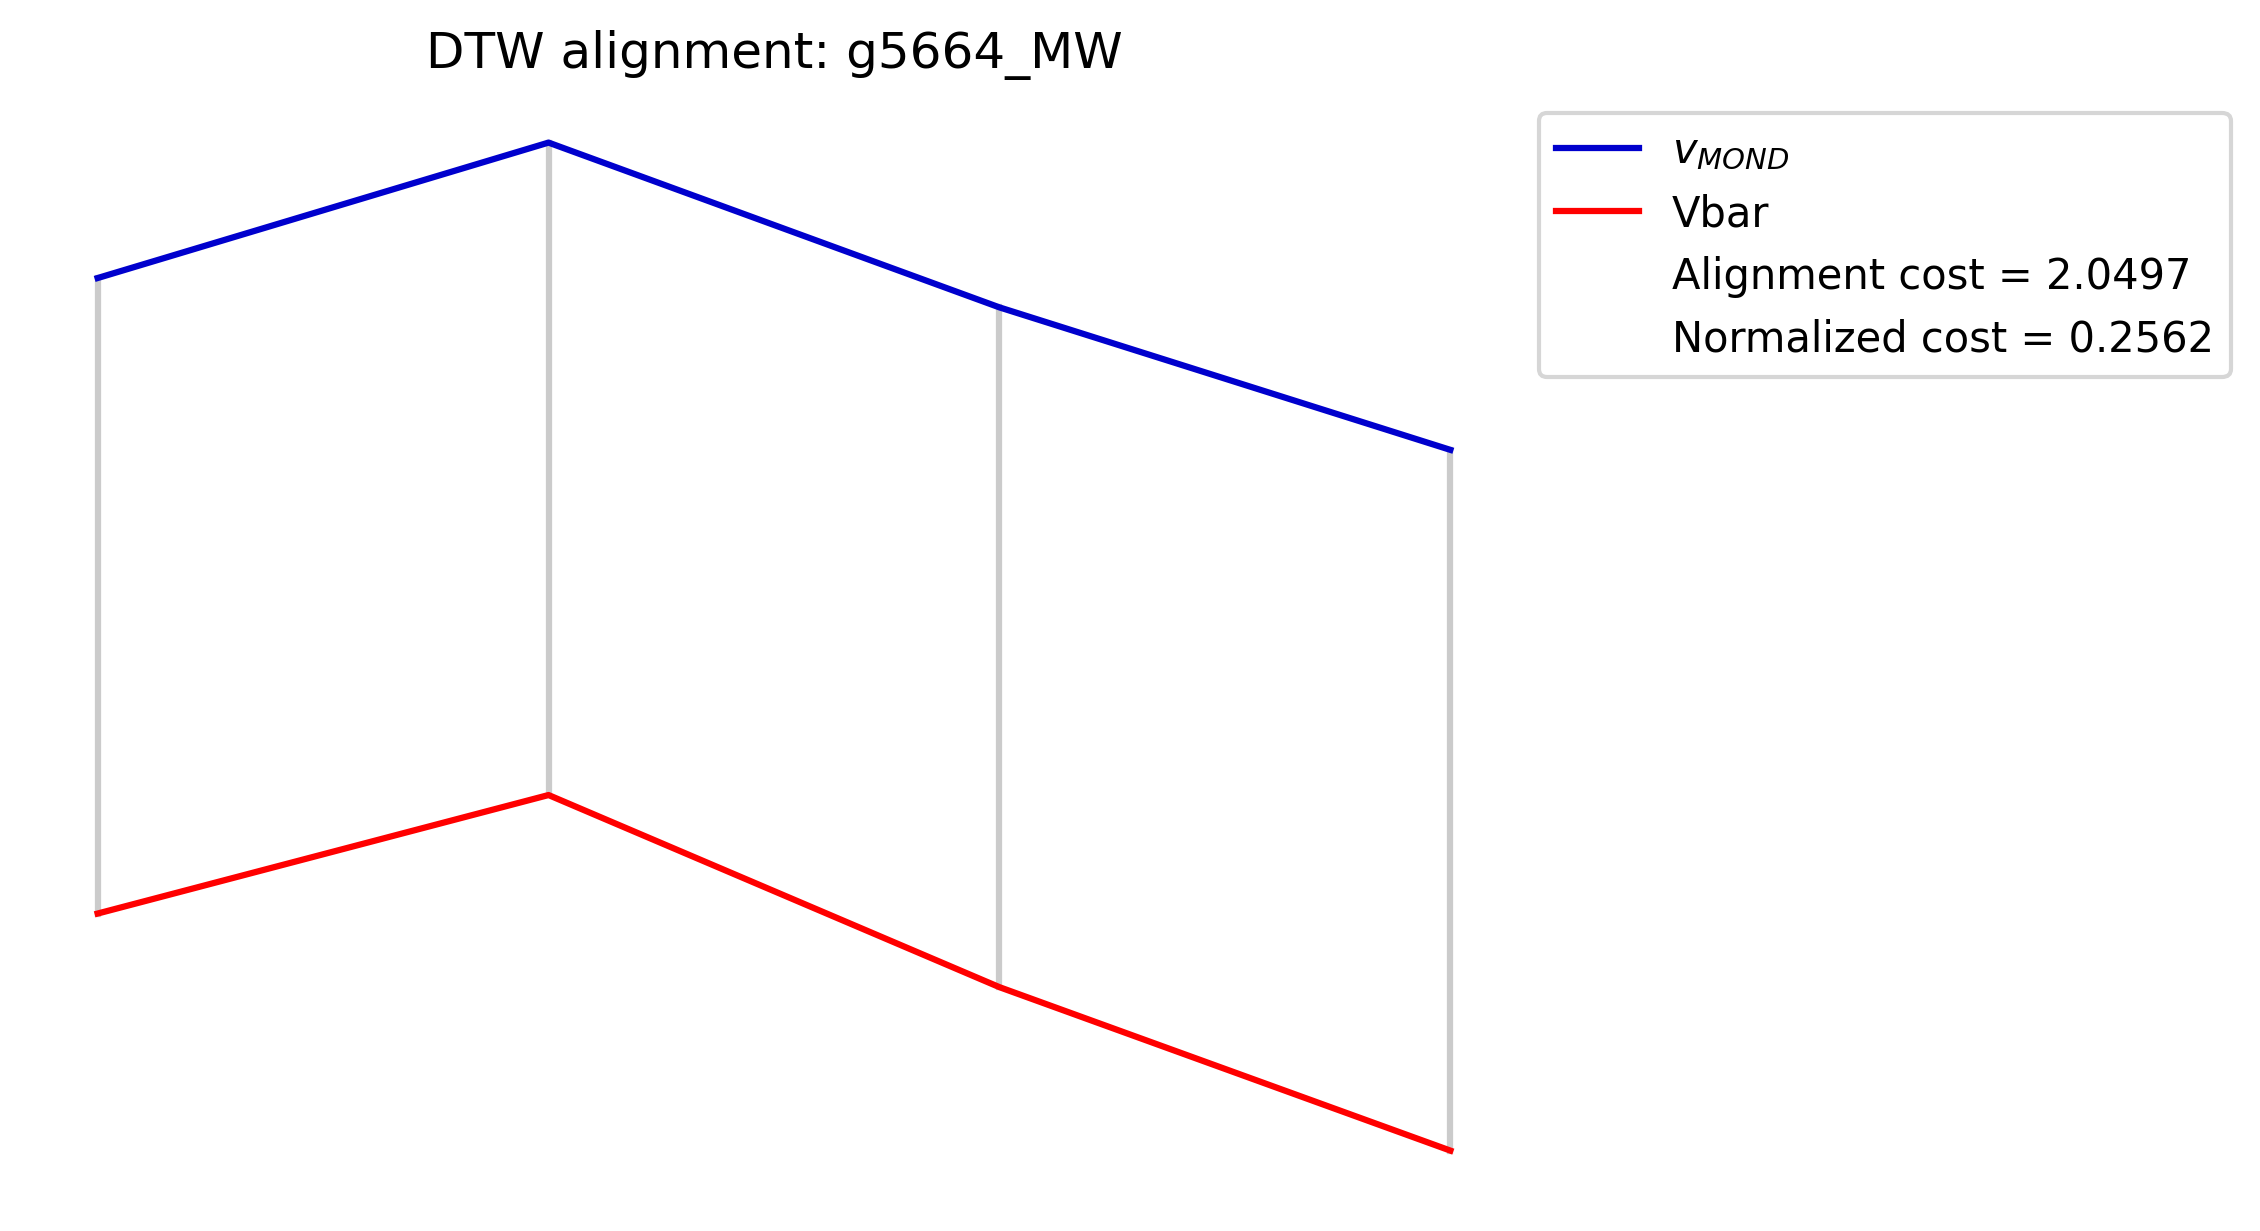 DTW alignment: g5664_MW
v_MOND
Vbar
Alignment cost = 2.0497
Normalized cost = 0.2562